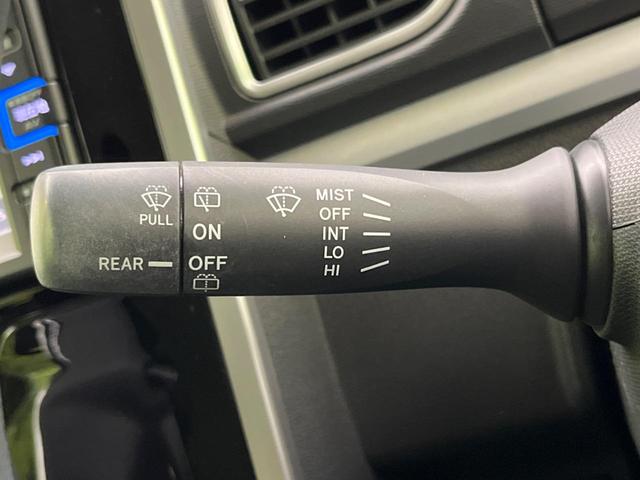 PULL
REAR
ON
OFF
MIST
OFF
INT
LO
HI